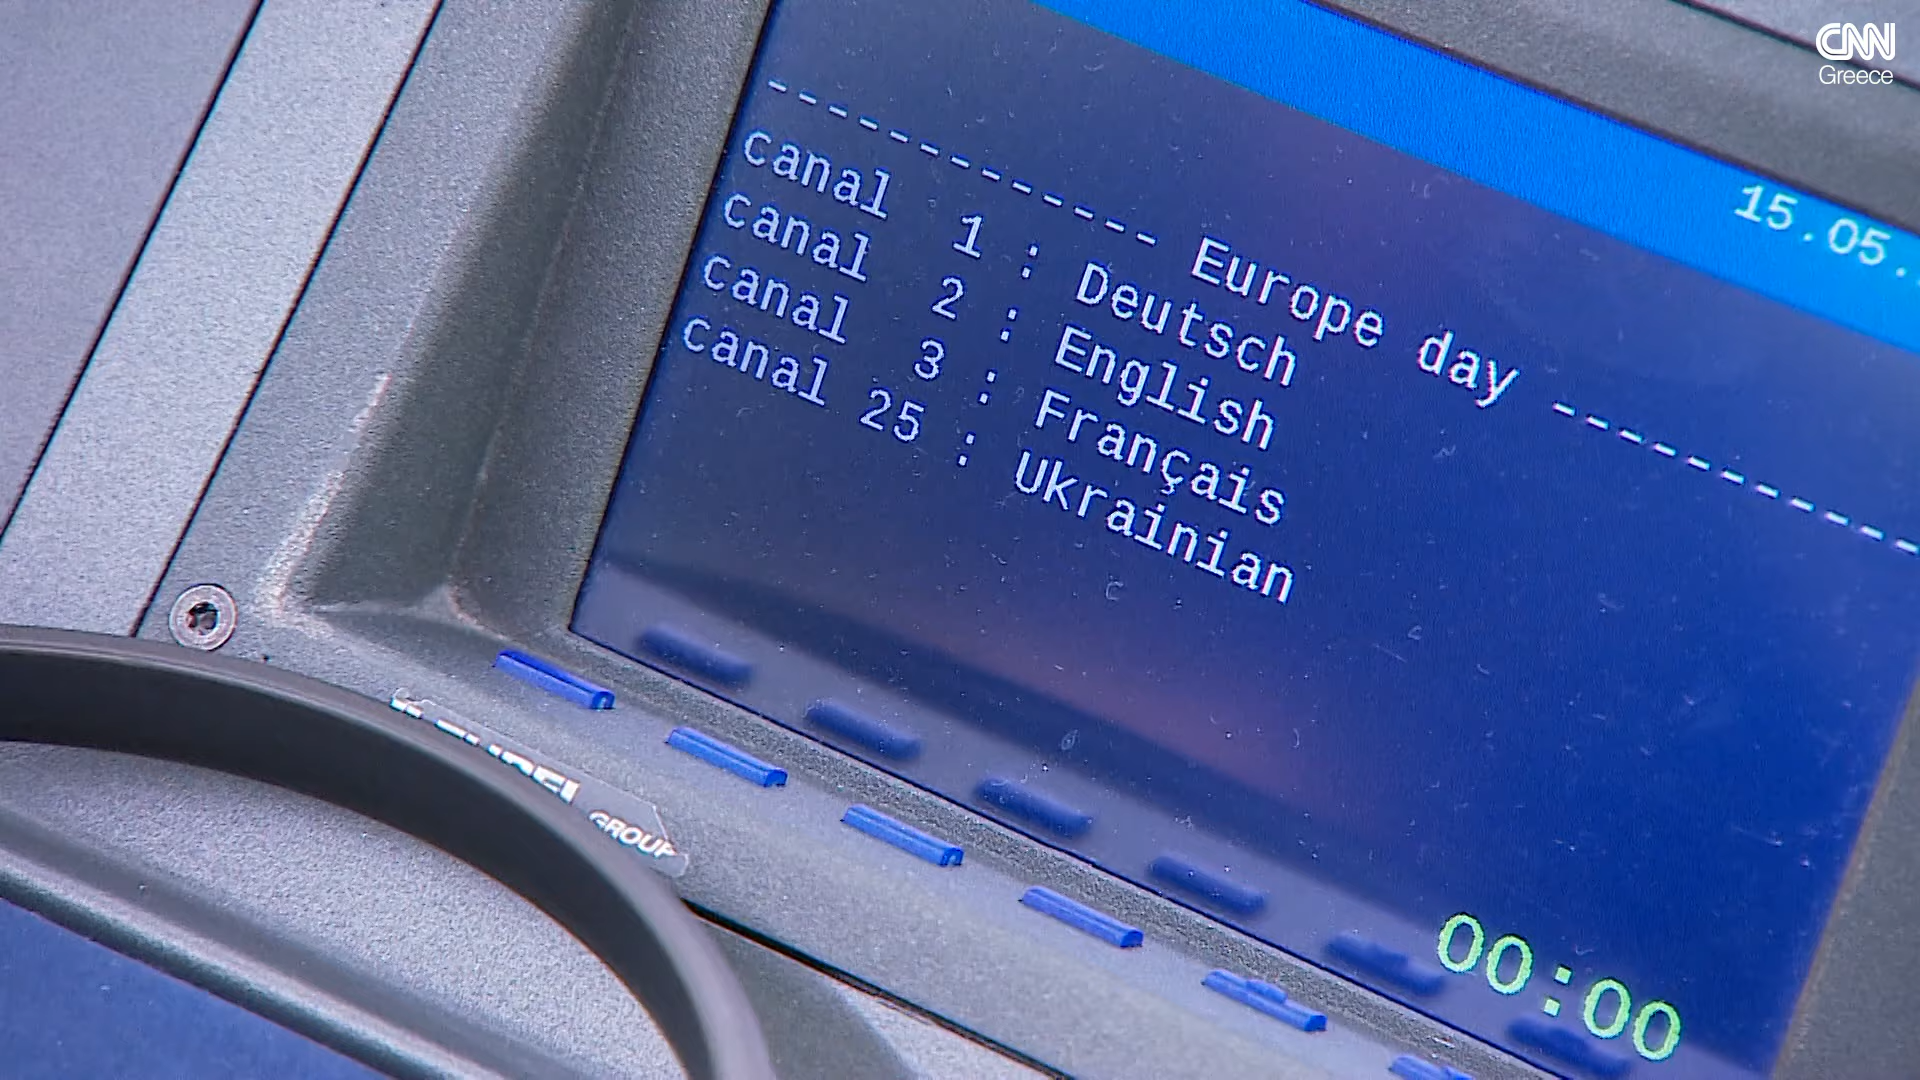 CNN
Greece
15.05.
------------ Europe day -----------
canal 1 : Deutsch
canal 2 : English
canal 3 : Français
canal 25 : Ukrainian
00:00
GROUP